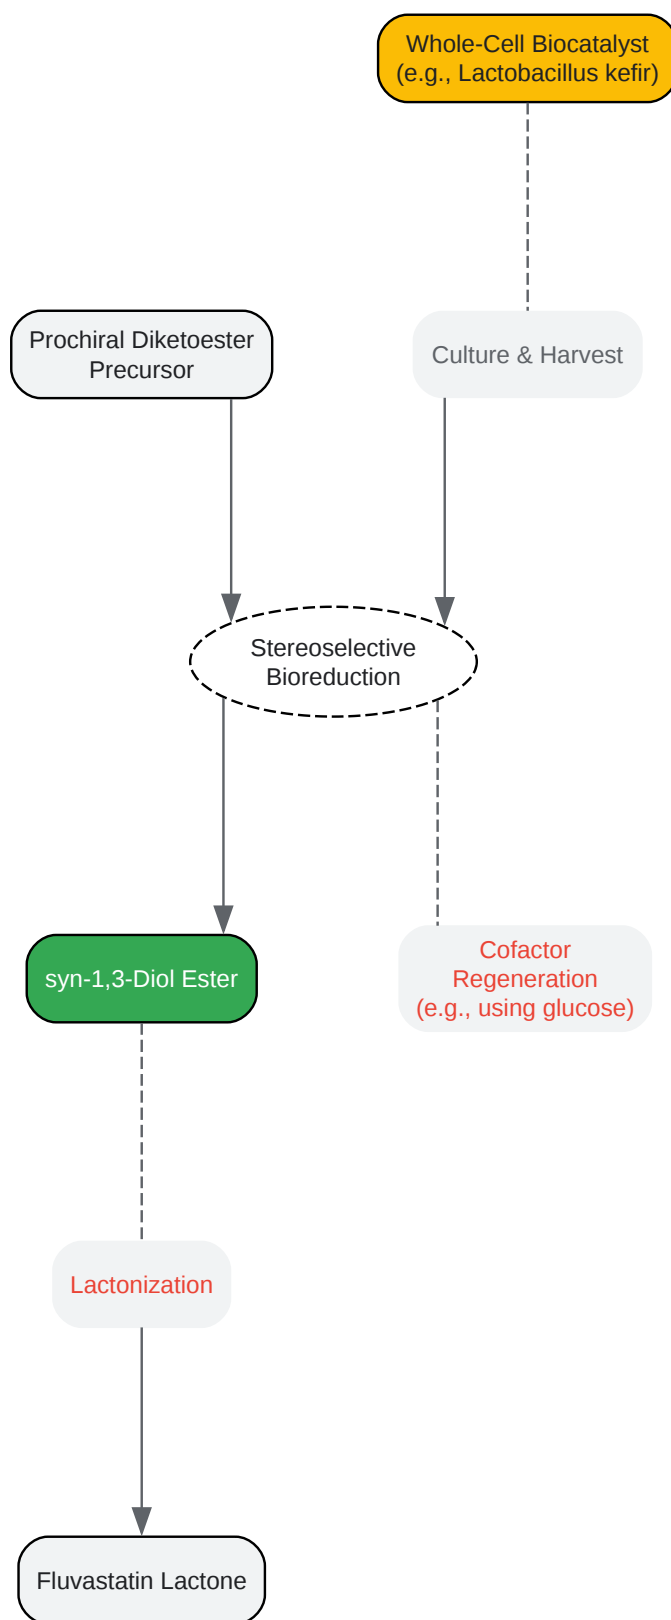 Whole-Cell Biocatalyst
(e.g., Lactobacillus kefir)
Prochiral Diketoester
Precursor
Culture & Harvest
Stereoselective
Bioreduction
syn-1,3-Diol Ester
Cofactor
Regeneration
(e.g., using glucose)
Lactonization
Fluvastatin Lactone